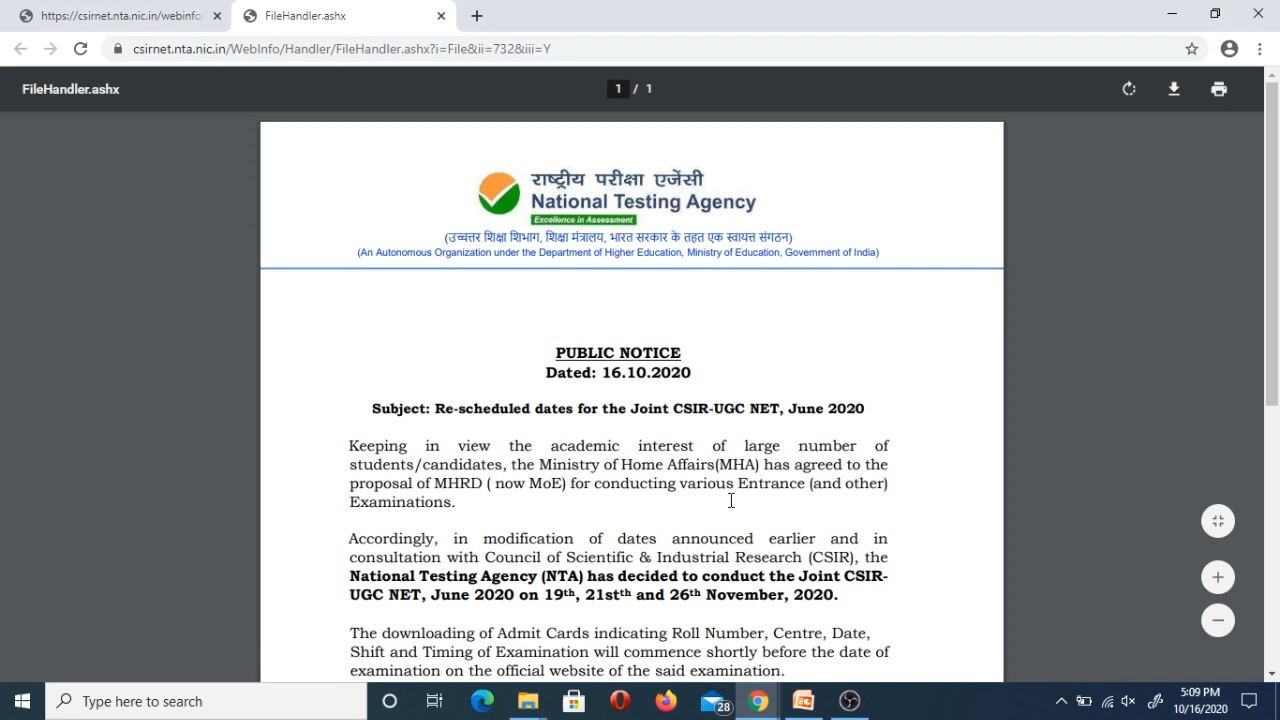 https://csirnet.nta.nic.in/webinfo
FileHandler.ashx
csirnet.nta.nic.in/WebInfo/Handler/FileHandler.ashx?i=File&ii=732&iii=Y
FileHandler.ashx
1 / 1
राष्ट्रीय परीक्षा एजेंसी
National Testing Agency
Excellence in Assessment
(उच्चत्तर शिक्षा शिभाग, शिक्षा मंत्रालय, भारत सरकार के तहत एक स्वायत्त संगठन)
(An Autonomous Organization under the Department of Higher Education, Ministry of Education, Government of India)
PUBLIC NOTICE
Dated: 16.10.2020
Subject: Re-scheduled dates for the Joint CSIR-UGC NET, June 2020
Keeping in view the academic interest of large number of
students/candidates, the Ministry of Home Affairs(MHA) has agreed to the
proposal of MHRD ( now MoE) for conducting various Entrance (and other)
Examinations.
Accordingly, in modification of dates announced earlier and in
consultation with Council of Scientific & Industrial Research (CSIR), the
National Testing Agency (NTA) has decided to conduct the Joint CSIR-
UGC NET, June 2020 on 19th, 21stth and 26th November, 2020.
The downloading of Admit Cards indicating Roll Number, Centre, Date,
Shift and Timing of Examination will commence shortly before the date of
examination on the official website of the said examination.
Type here to search
28
5:09 PM
10/16/2020